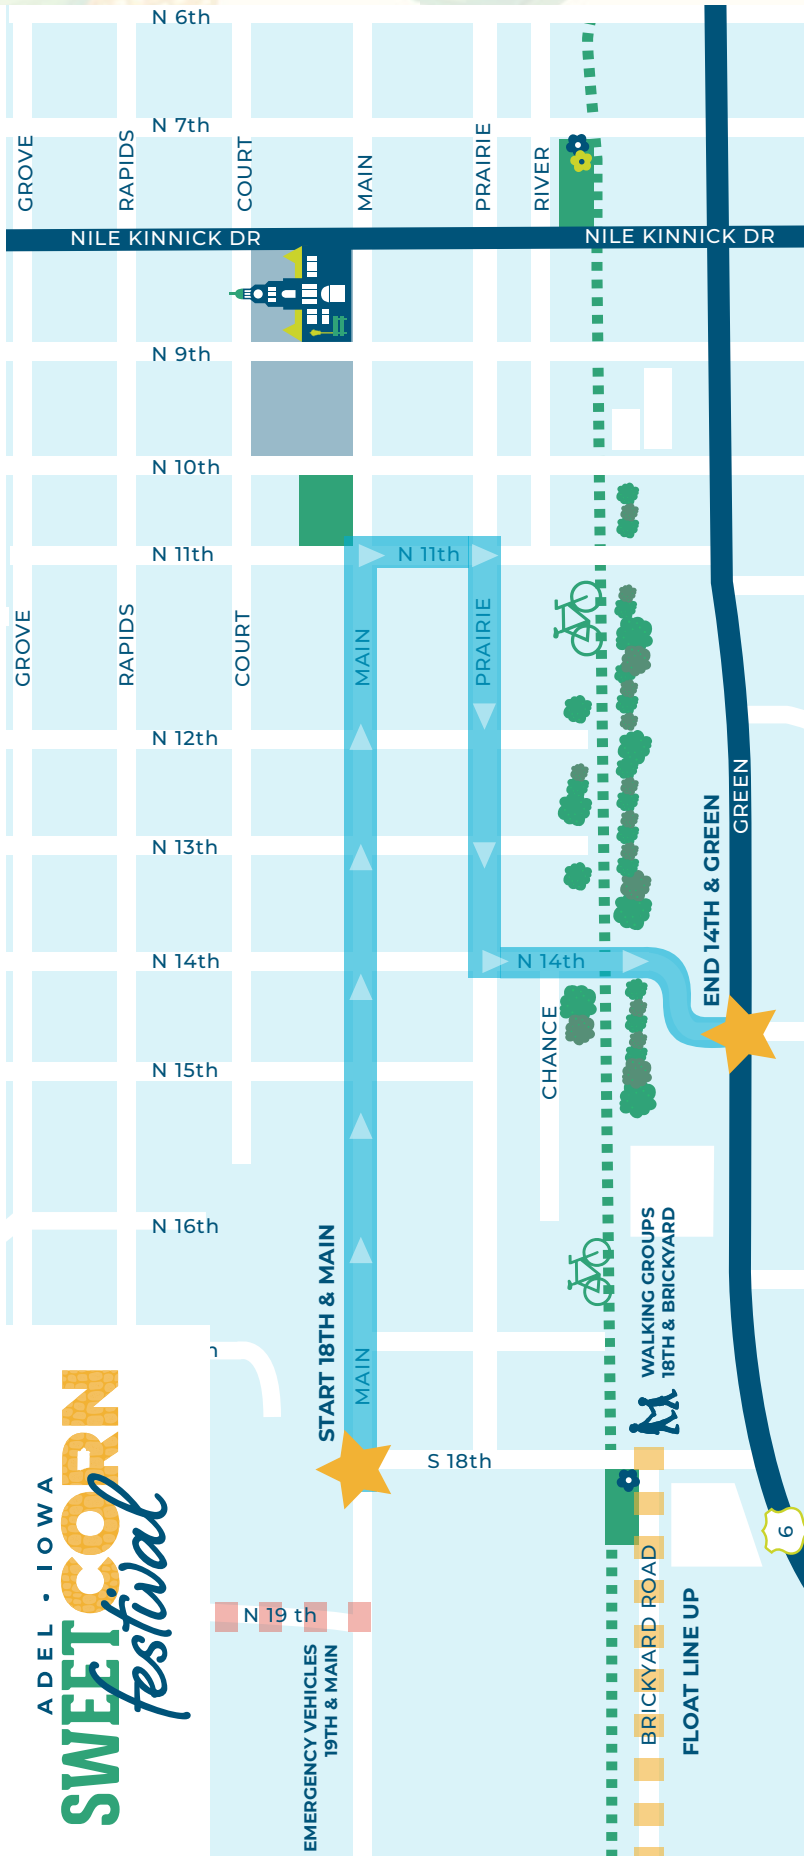 N 6th
N 7th
GROVE
RAPIDS
COURT
MAIN
PRAIRIE
RIVER
NILE KINNICK DR
NILE KINNICK DR
N 9th
N 10th
N 11th
N 11th
GROVE
RAPIDS
COURT
MAIN
PRAIRIE
N 12th
GREEN
N 13th
END 14TH & GREEN
N 14th
N 14th
CHANCE
N 15th
N 16th
START 18TH & MAIN
MAIN
WALKING GROUPS
18TH & BRICKYARD
S 18th
6
N 19 th
BRICKYARD ROAD
FLOAT LINE UP
EMERGENCY VEHICLES
19TH & MAIN
ADEL • IOWA
SWEET CORN
festival